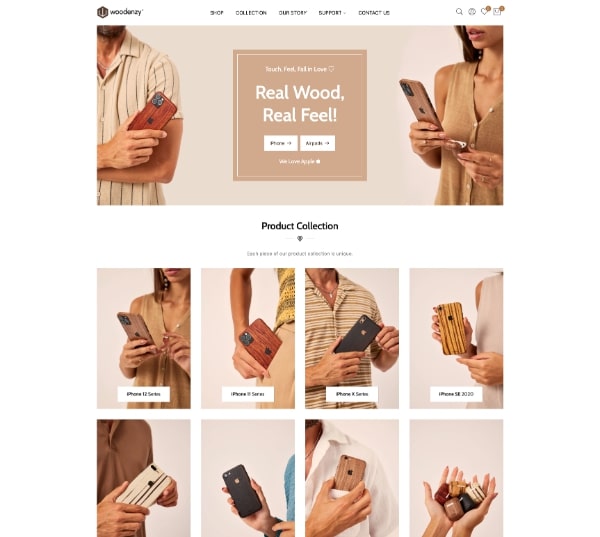 woodenzy
SHOP COLLECTION OUR STORY SUPPORT CONTACT US
Touch, Feel, Fall in Love ♡
Real Wood,
Real Feel!
iPhone → Airpods →
We Love Apple
Product Collection
Each piece of our product collection is unique.
iPhone 12 Series
iPhone 11 Series
iPhone X Series
iPhone SE 2020